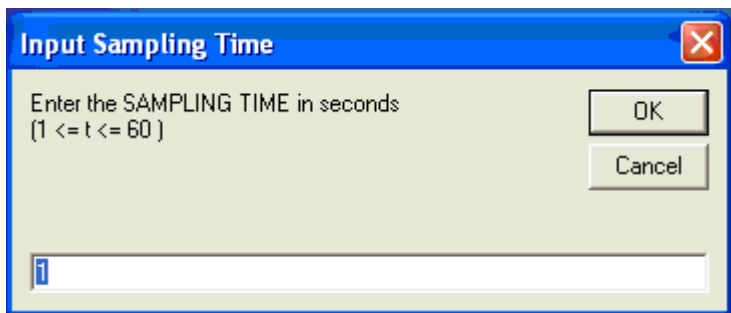 Input Sampling Time
Enter the SAMPLING TIME in seconds
(1 <= t <= 60 )
OK
Cancel
1